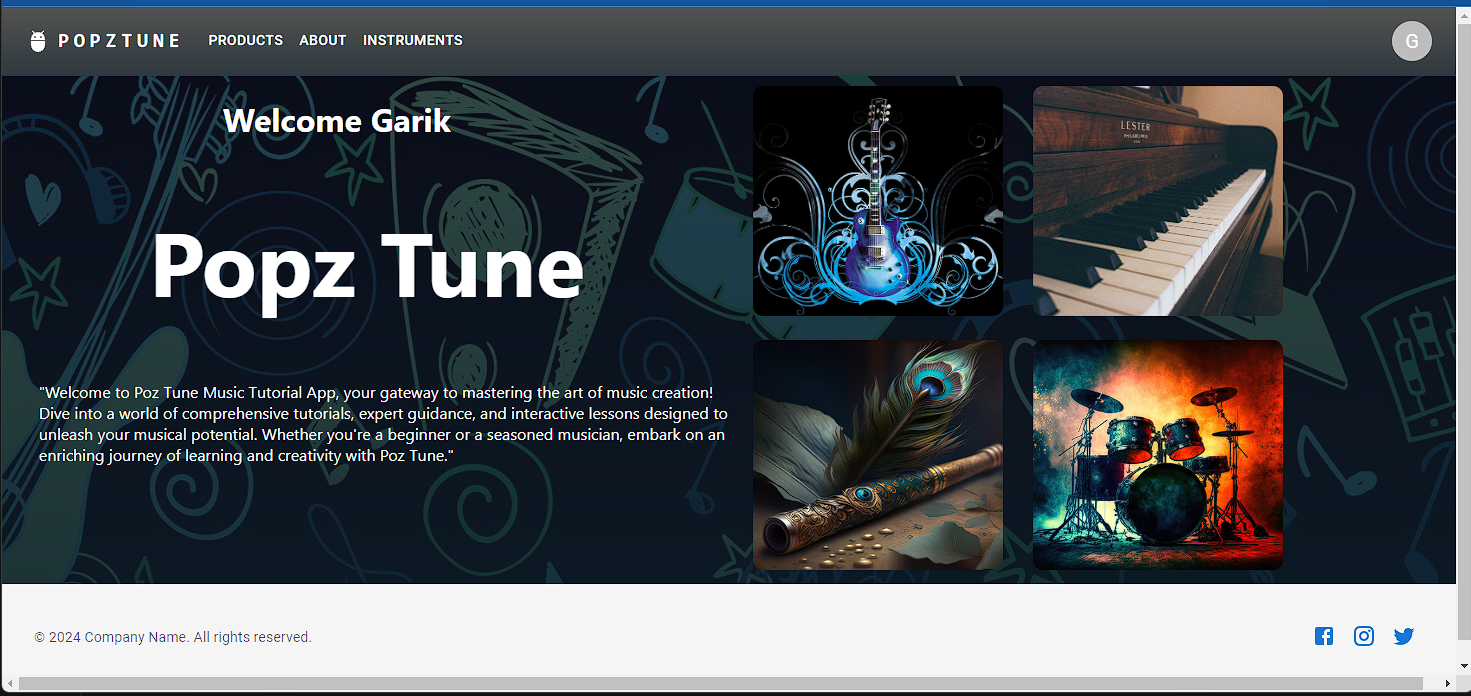 POPZTUNE PRODUCTS ABOUT INSTRUMENTS G
Welcome Garik
Popz Tune
"Welcome to Poz Tune Music Tutorial App, your gateway to mastering the art of music creation!
Dive into a world of comprehensive tutorials, expert guidance, and interactive lessons designed to
unleash your musical potential. Whether you're a beginner or a seasoned musician, embark on an
enriching journey of learning and creativity with Poz Tune."
LESTER
PHILADELPHIA
© 2024 Company Name. All rights reserved.